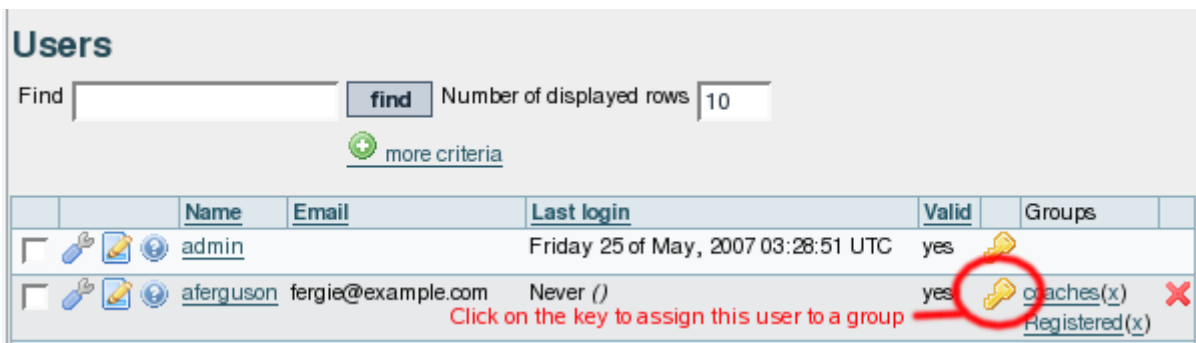 Users
Find find Number of displayed rows 10
more criteria
Name Email Last login Valid Groups
admin Friday 25 of May, 2007 03:28:51 UTC yes
aferguson fergie@example.com Never () yes coaches(x)
Click on the key to assign this user to a group Registered(x)